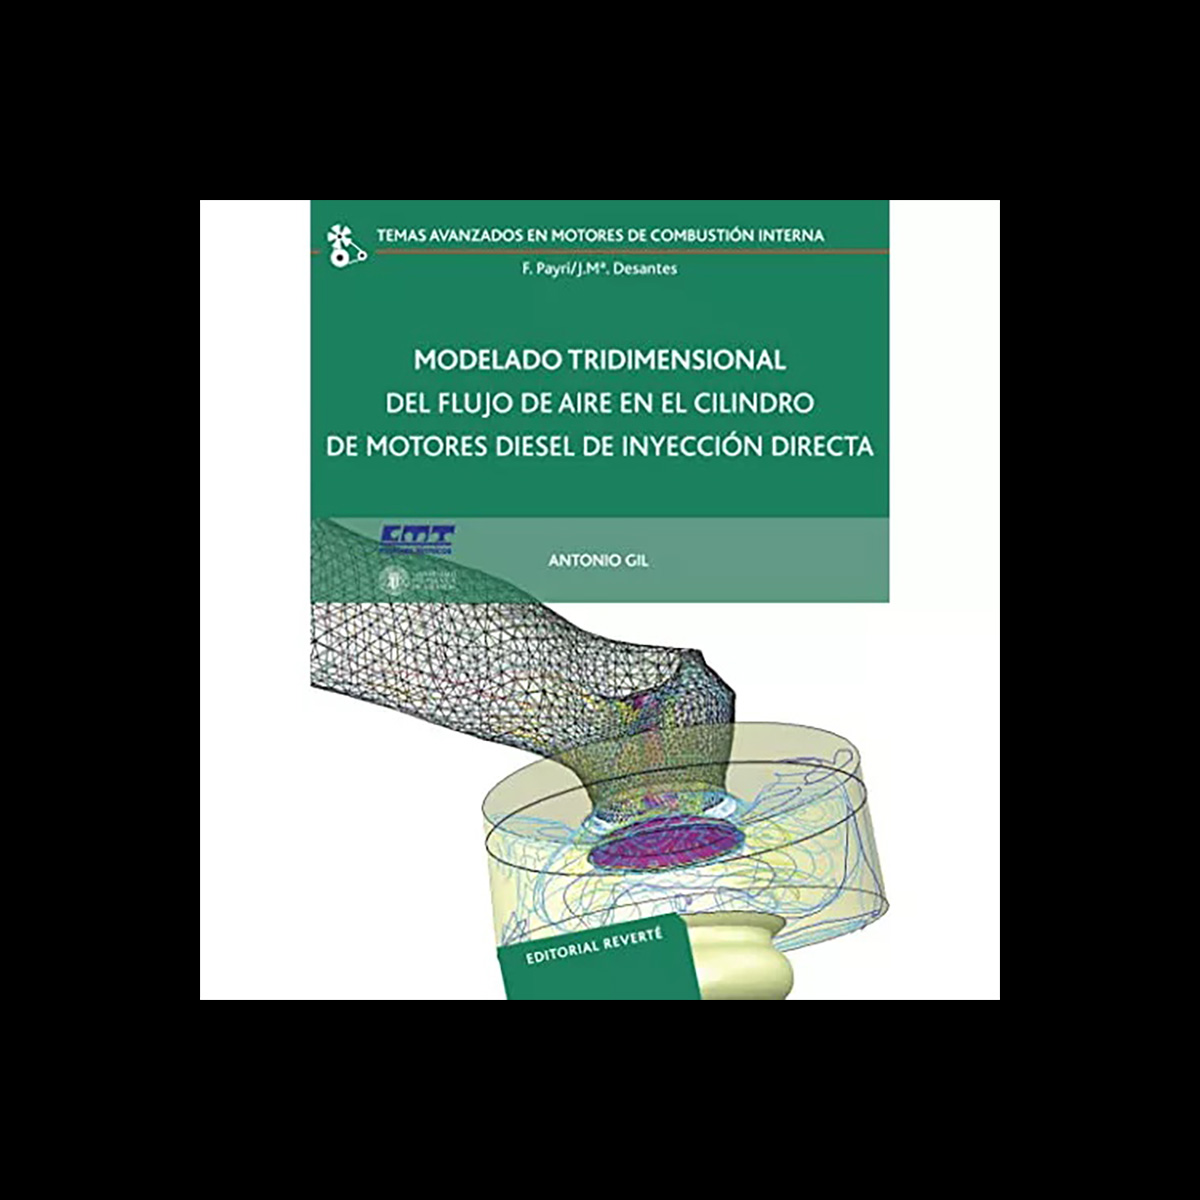 TEMAS AVANZADOS EN MOTORES DE COMBUSTIÓN INTERNA
F. Payri/J.Mª. Desantes
MODELADO TRIDIMENSIONAL
DEL FLUJO DE AIRE EN EL CILINDRO
DE MOTORES DIESEL DE INYECCIÓN DIRECTA
CMT
ANTONIO GIL
EDITORIAL REVERTÉ